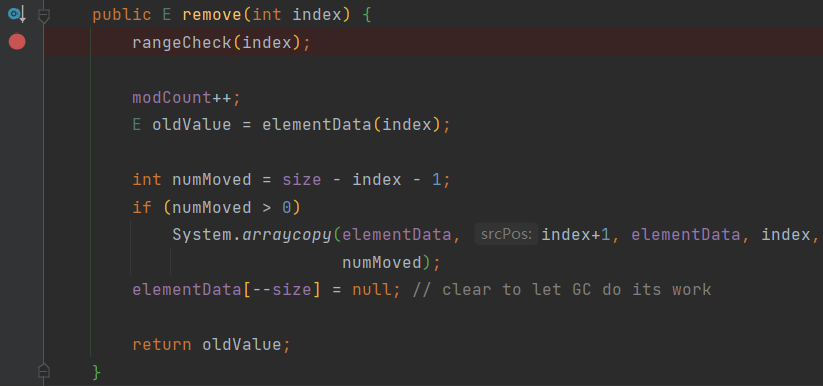 public E remove(int index) {
rangeCheck(index);
modCount++;
E oldValue = elementData(index);
int numMoved = size - index - 1;
if (numMoved > 0)
System.arraycopy(elementData, srcPos: index+1, elementData, index,
numMoved);
elementData[--size] = null; // clear to let GC do its work
return oldValue;
}